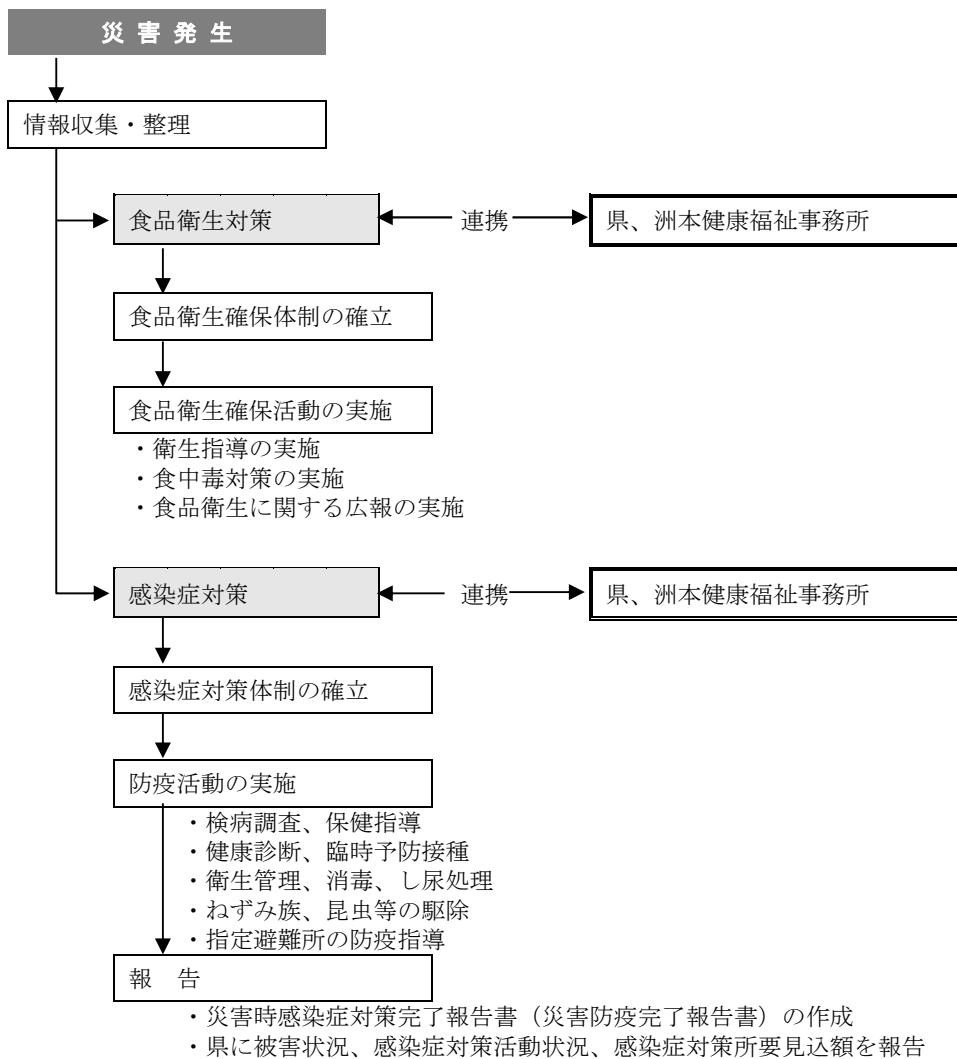 災 害 発 生
情報収集・整理
食品衛生対策
連携
県、洲本健康福祉事務所
食品衛生確保体制の確立
食品衛生確保活動の実施
・衛生指導の実施
・食中毒対策の実施
・食品衛生に関する広報の実施
感染症対策
連携
県、洲本健康福祉事務所
感染症対策体制の確立
防疫活動の実施
・検病調査、保健指導
・健康診断、臨時予防接種
・衛生管理、消毒、し尿処理
・ねずみ族、昆虫等の駆除
・指定避難所の防疫指導
報　告
・災害時感染症対策完了報告書（災害防疫完了報告書）の作成
・県に被害状況、感染症対策活動状況、感染症対策所要見込額を報告